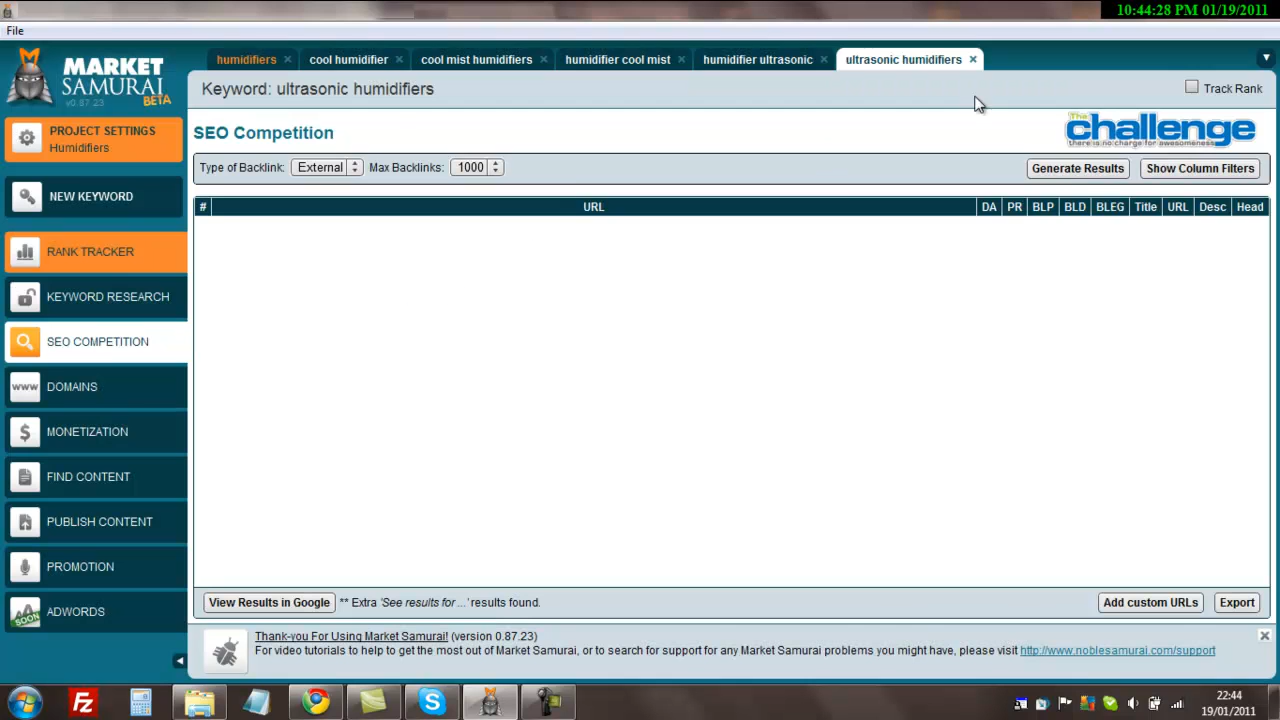 10:44:28 PM 01/19/2011
File
MARKET
SAMURAI
v0.87.23
BETA
humidifiers
cool humidifier
cool mist humidifiers
humidifier cool mist
humidifier ultrasonic
ultrasonic humidifiers
Keyword: ultrasonic humidifiers
Track Rank
PROJECT SETTINGS
Humidifiers
SEO Competition
The
challenge
there is no charge for awesomeness
Type of Backlink: External
Max Backlinks: 1000
Generate Results
Show Column Filters
NEW KEYWORD
# URL DA PR BLP BLD BLEG Title URL Desc Head
RANK TRACKER
KEYWORD RESEARCH
SEO COMPETITION
www
DOMAINS
$
MONETIZATION
FIND CONTENT
PUBLISH CONTENT
PROMOTION
SOON
ADWORDS
View Results in Google
** Extra 'See results for ...' results found.
Add custom URLs
Export
Thank-you For Using Market Samurai! (version 0.87.23)
For video tutorials to help to get the most out of Market Samurai, or to search for support for any Market Samurai problems you might have, please visit http://www.noblesamurai.com/support
Fz
S
22:44
19/01/2011